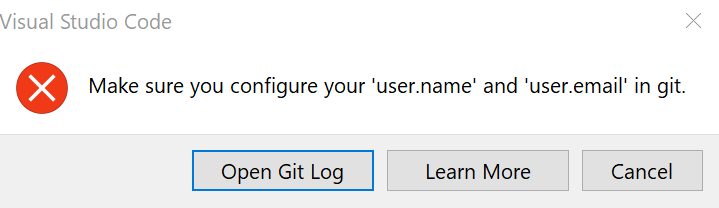 Visual Studio Code
Make sure you configure your 'user.name' and 'user.email' in git.
Open Git Log
Learn More
Cancel